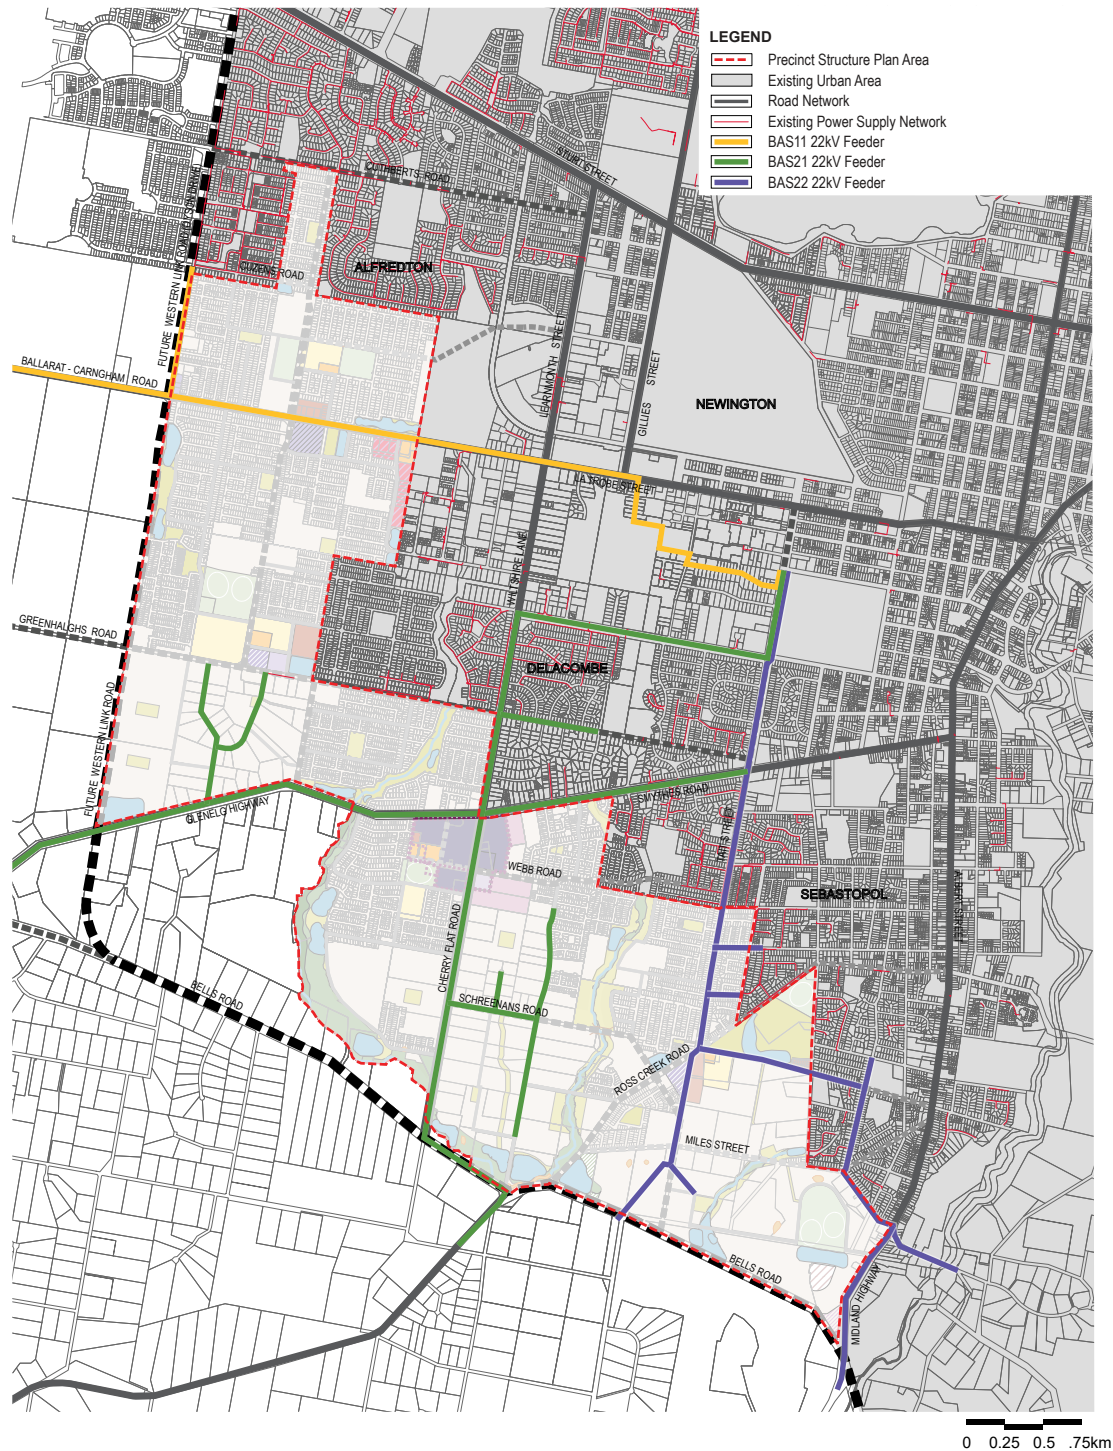 LEGEND
Precinct Structure Plan Area
Existing Urban Area
Road Network
Existing Power Supply Network
BAS11 22kV Feeder
BAS21 22kV Feeder
BAS22 22kV Feeder
STURT STREET
CUTHBERTS ROAD
ALFREDTON
CUZENS ROAD
FUTURE WESTERN LINK ROAD
BALLARAT - CARNGHAM ROAD
LEARNMONTH STREET
GILLIES STREET
NEWINGTON
LA TROBE STREET
WILTSHIRE LANE
GREENHALGHS ROAD
DELACOMBE
FUTURE WESTERN LINK ROAD
GLENELG HIGHWAY
SMYTHES ROAD
TAIT STREET
WEBB ROAD
SEBASTOPOL
ALBERT STREET
CHERRY FLAT ROAD
BELLS ROAD
SCHREENANS ROAD
ROSS CREEK ROAD
MILES STREET
BELLS ROAD
MIDLAND HIGHWAY
0 0.25 0.5 .75km